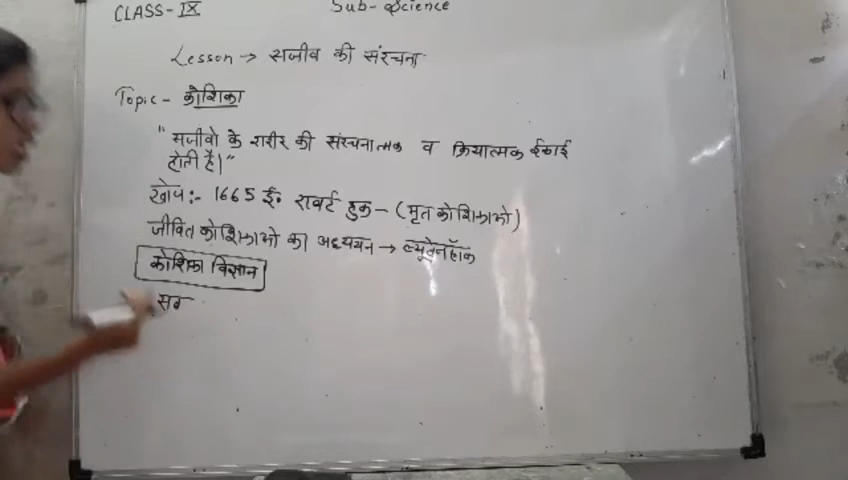 CLASS-IX Sub-Science
Lesson → सजीव की संरचना
Topic- कोशिका
"सजीवो के शरीर की संरचनात्मक व क्रियात्मक ईकाई
होती है।"
खोज:- 1665 ई. राबर्ट हुक - (मृत कोशिकाओ)
जीवित कोशिकाओ का अध्ययन → ल्यूवेनहॉक
कोशिका विज्ञान
सब